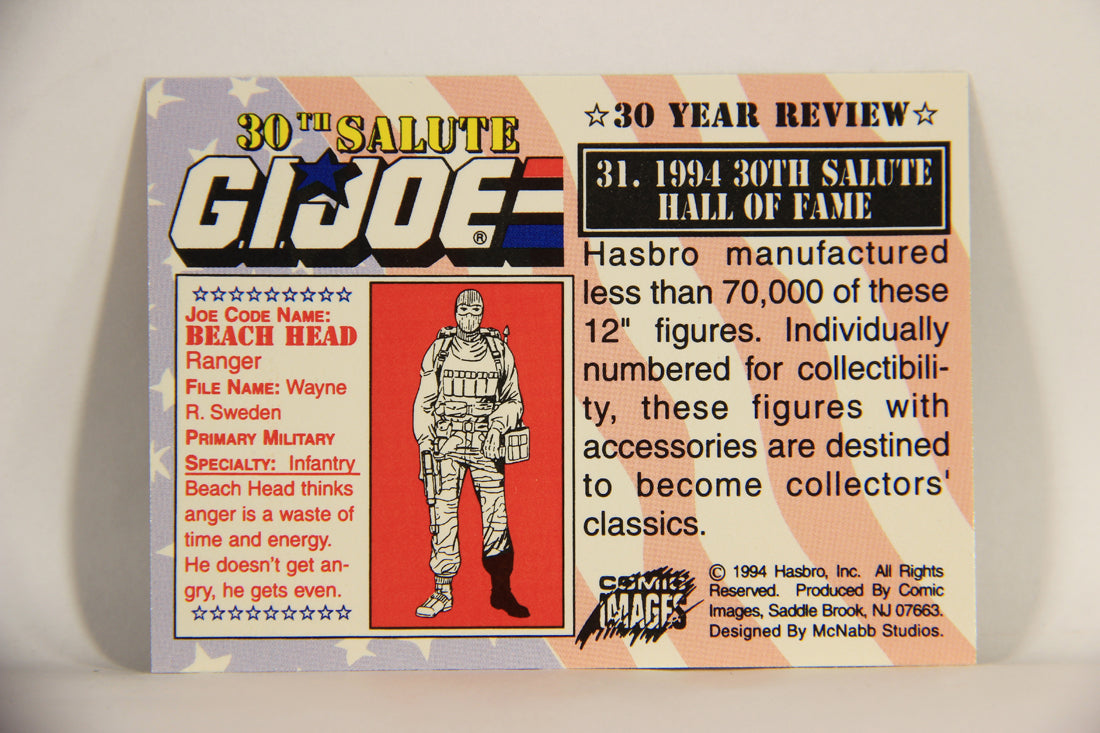 30TH SALUTE
G.I. JOE ®
JOE CODE NAME:
BEACH HEAD
Ranger
FILE NAME: Wayne
R. Sweden
PRIMARY MILITARY
SPECIALTY: Infantry
Beach Head thinks
anger is a waste of
time and energy.
He doesn't get an-
gry, he gets even.
☆30 YEAR REVIEW☆
31. 1994 30TH SALUTE
HALL OF FAME
Hasbro manufactured
less than 70,000 of these
12" figures. Individually
numbered for collectibili-
ty, these figures with
accessories are destined
to become collectors'
classics.
COMIC
IMAGES
© 1994 Hasbro, Inc. All Rights
Reserved. Produced By Comic
Images, Saddle Brook, NJ 07663.
Designed By McNabb Studios.